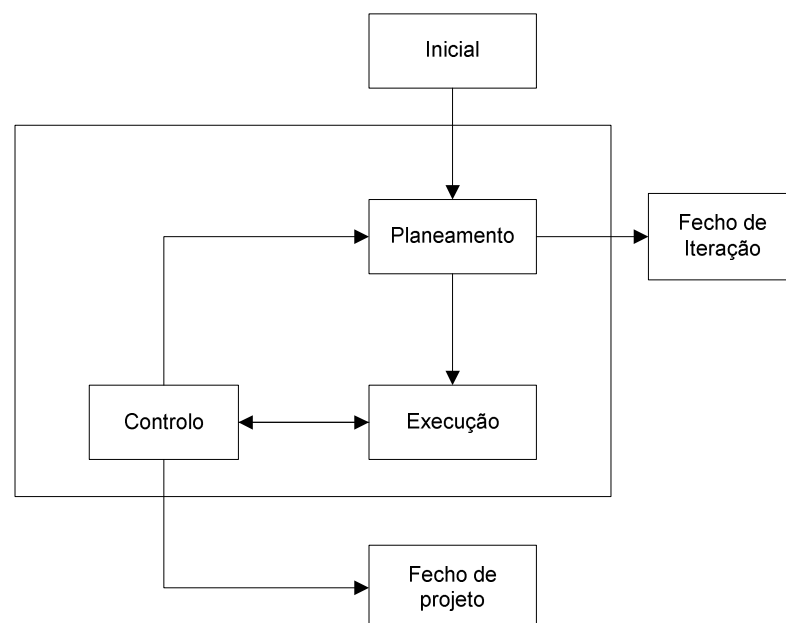 Inicial
Planeamento
Fecho de
Iteração
Controlo
Execução
Fecho de
projeto